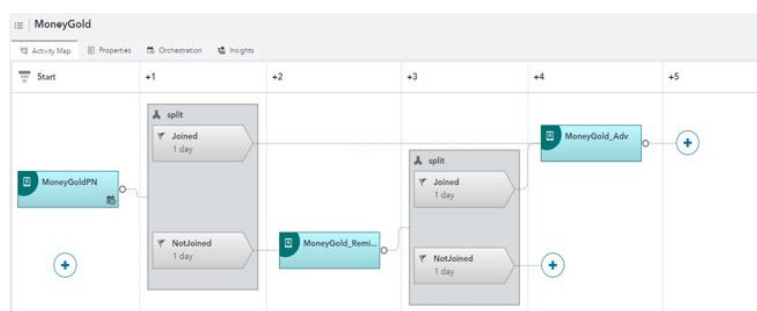 MoneyGold
Activity Map Properties Orchestration Insights
Start +1 +2 +3 +4 +5
split
Joined
1 day
MoneyGold_Adv
split
MoneyGoldPN
Joined
1 day
NotJoined
1 day
MoneyGold_Remi...
NotJoined
1 day